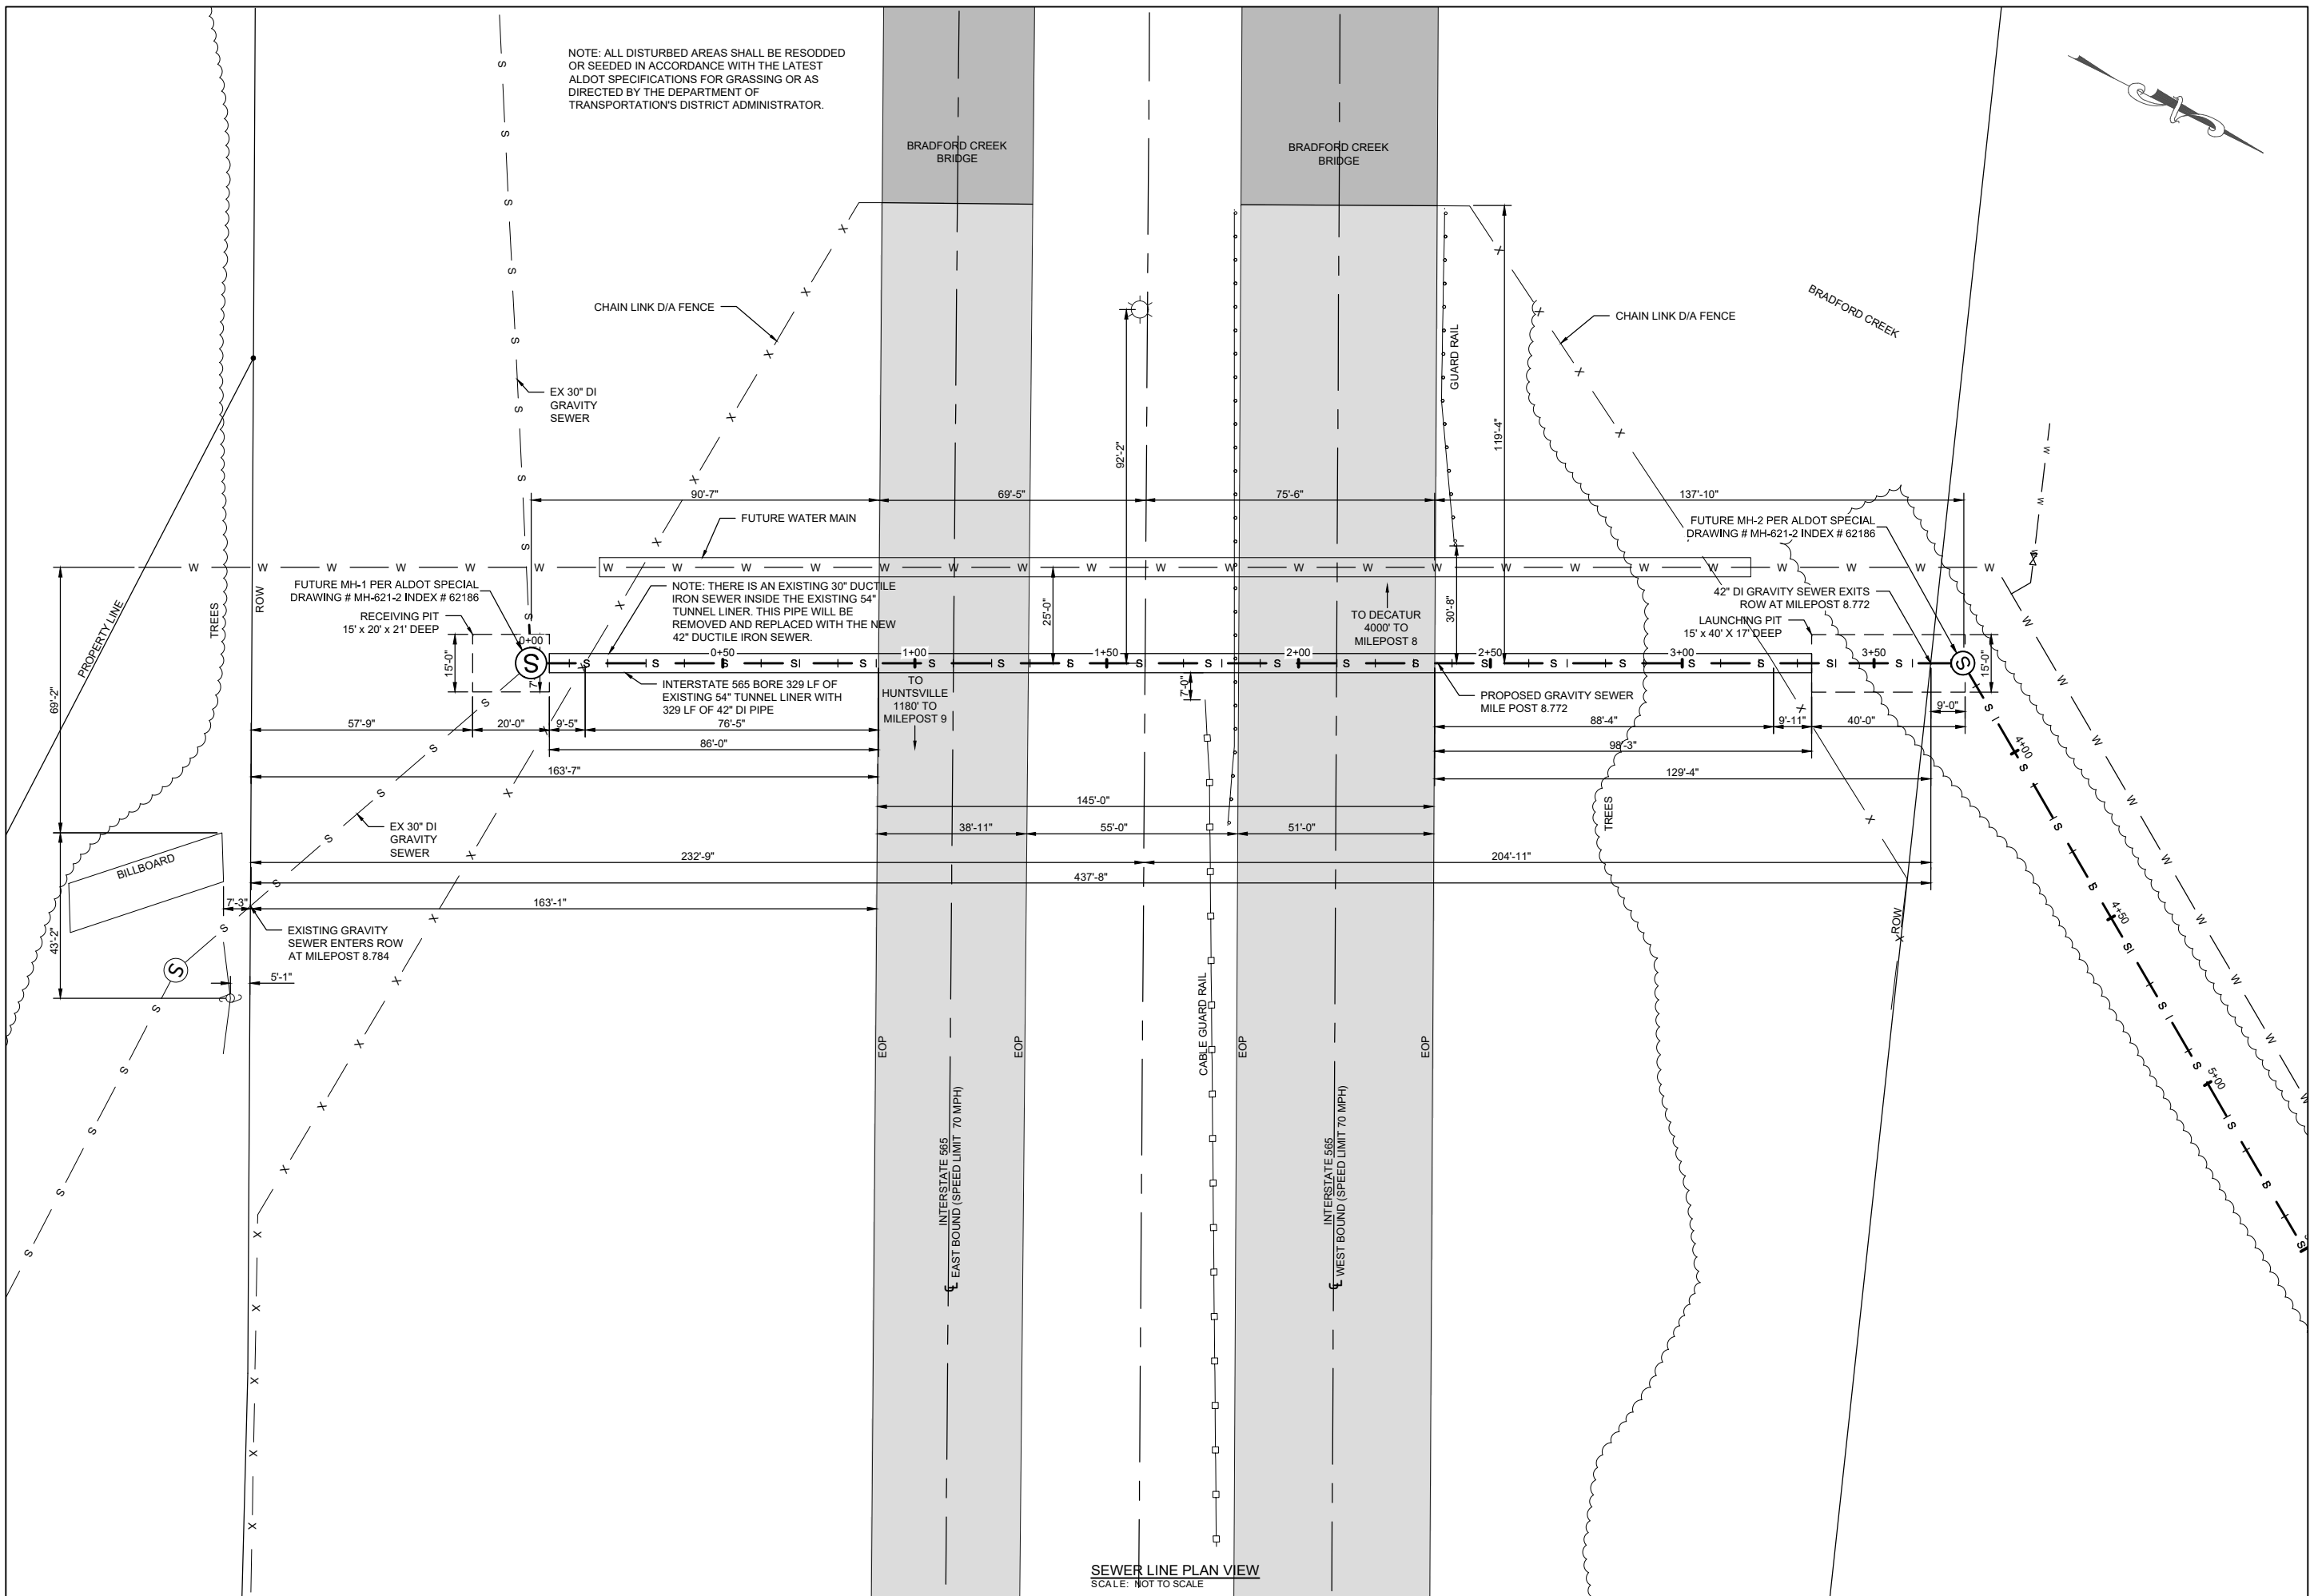 NOTE: ALL DISTURBED AREAS SHALL BE RESODDED
OR SEEDED IN ACCORDANCE WITH THE LATEST
ALDOT SPECIFICATIONS FOR GRASSING OR AS
DIRECTED BY THE DEPARTMENT OF
TRANSPORTATION'S DISTRICT ADMINISTRATOR.
BRADFORD CREEK
BRIDGE
BRADFORD CREEK
BRIDGE
CHAIN LINK D/A FENCE
CHAIN LINK D/A FENCE
BRADFORD CREEK
GUARD RAIL
EX 30" DI
GRAVITY
SEWER
92'-2"
119'-4"
90'-7"
69'-5"
75'-6"
137'-10"
FUTURE WATER MAIN
FUTURE MH-2 PER ALDOT SPECIAL
DRAWING # MH-621-2 INDEX # 62186
FUTURE MH-1 PER ALDOT SPECIAL
DRAWING # MH-621-2 INDEX # 62186
RECEIVING PIT
15' x 20' x 21' DEEP
NOTE: THERE IS AN EXISTING 30" DUCTILE
IRON SEWER INSIDE THE EXISTING 54"
TUNNEL LINER. THIS PIPE WILL BE
REMOVED AND REPLACED WITH THE NEW
42" DUCTILE IRON SEWER.
25'-0"
TO DECATUR
4000' TO
MILEPOST 8
30'-8"
42" DI GRAVITY SEWER EXITS
ROW AT MILEPOST 8.772
LAUNCHING PIT
15' x 40' X 17' DEEP
PROPERTY LINE
TREES
ROW
69'-2"
15'-0"
0+00
0+50
1+00
1+50
2+00
2+50
3+00
3+50
15'-0"
INTERSTATE 565 BORE 329 LF OF
EXISTING 54" TUNNEL LINER WITH
329 LF OF 42" DI PIPE
TO
HUNTSVILLE
1180' TO
MILEPOST 9
7'-0"
PROPOSED GRAVITY SEWER
MILE POST 8.772
57'-9"
20'-0"
9'-5"
76'-5"
88'-4"
9'-11"
40'-0"
9'-0"
86'-0"
98'-3"
163'-7"
129'-4"
4+00
145'-0"
38'-11"
55'-0"
51'-0"
TREES
EX 30" DI
GRAVITY
SEWER
BILLBOARD
232'-9"
204'-11"
437'-8"
7'-3"
163'-1"
43'-2"
EXISTING GRAVITY
SEWER ENTERS ROW
AT MILEPOST 8.784
5'-1"
ROW
4+50
5+00
CABLE GUARD RAIL
EOP
EOP
EOP
EOP
INTERSTATE 565
EAST BOUND (SPEED LIMIT 70 MPH)
INTERSTATE 565
WEST BOUND (SPEED LIMIT 70 MPH)
SEWER LINE PLAN VIEW
SCALE: NOT TO SCALE